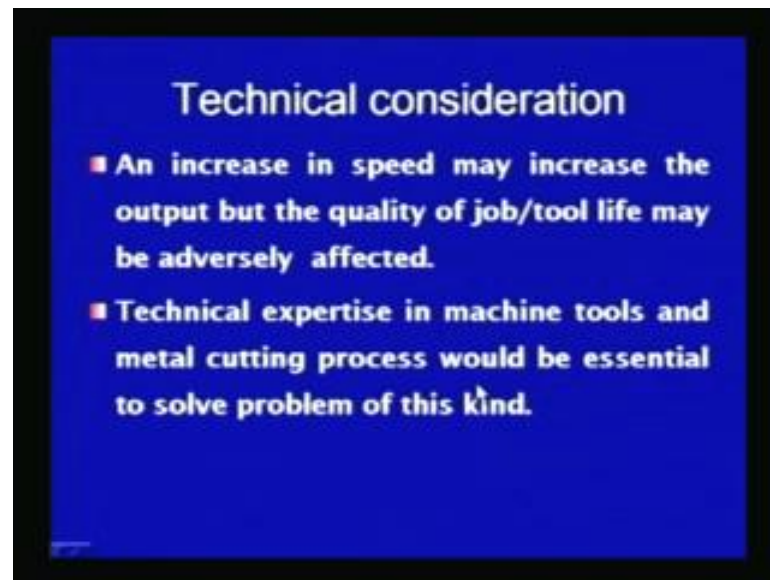 Technical consideration
An increase in speed may increase the
output but the quality of job/tool life may
be adversely affected.
Technical expertise in machine tools and
metal cutting process would be essential
to solve problem of this kind.